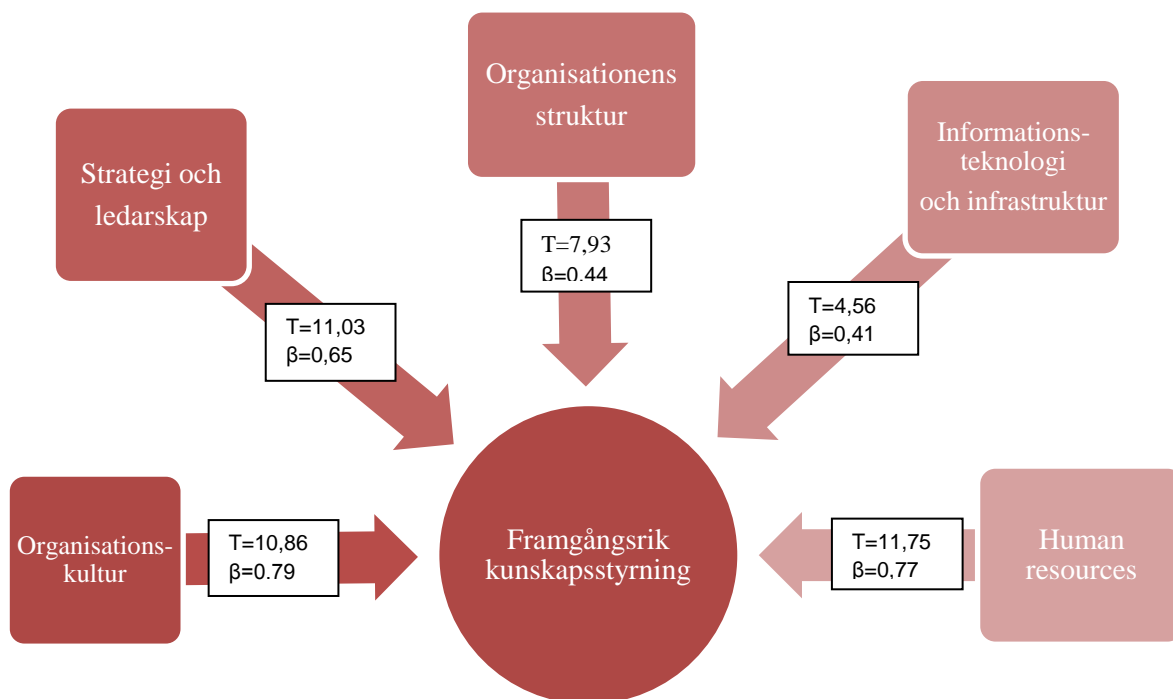 Organisationens
struktur
Strategi och
ledarskap
Informations-
teknologi
och infrastruktur
T=7,93
β=0.44
T=11,03
β=0,65
T=4,56
β=0,41
Organisations-
kultur
T=10,86
β=0.79
Framgångsrik
kunskapsstyrning
T=11,75
β=0,77
Human
resources